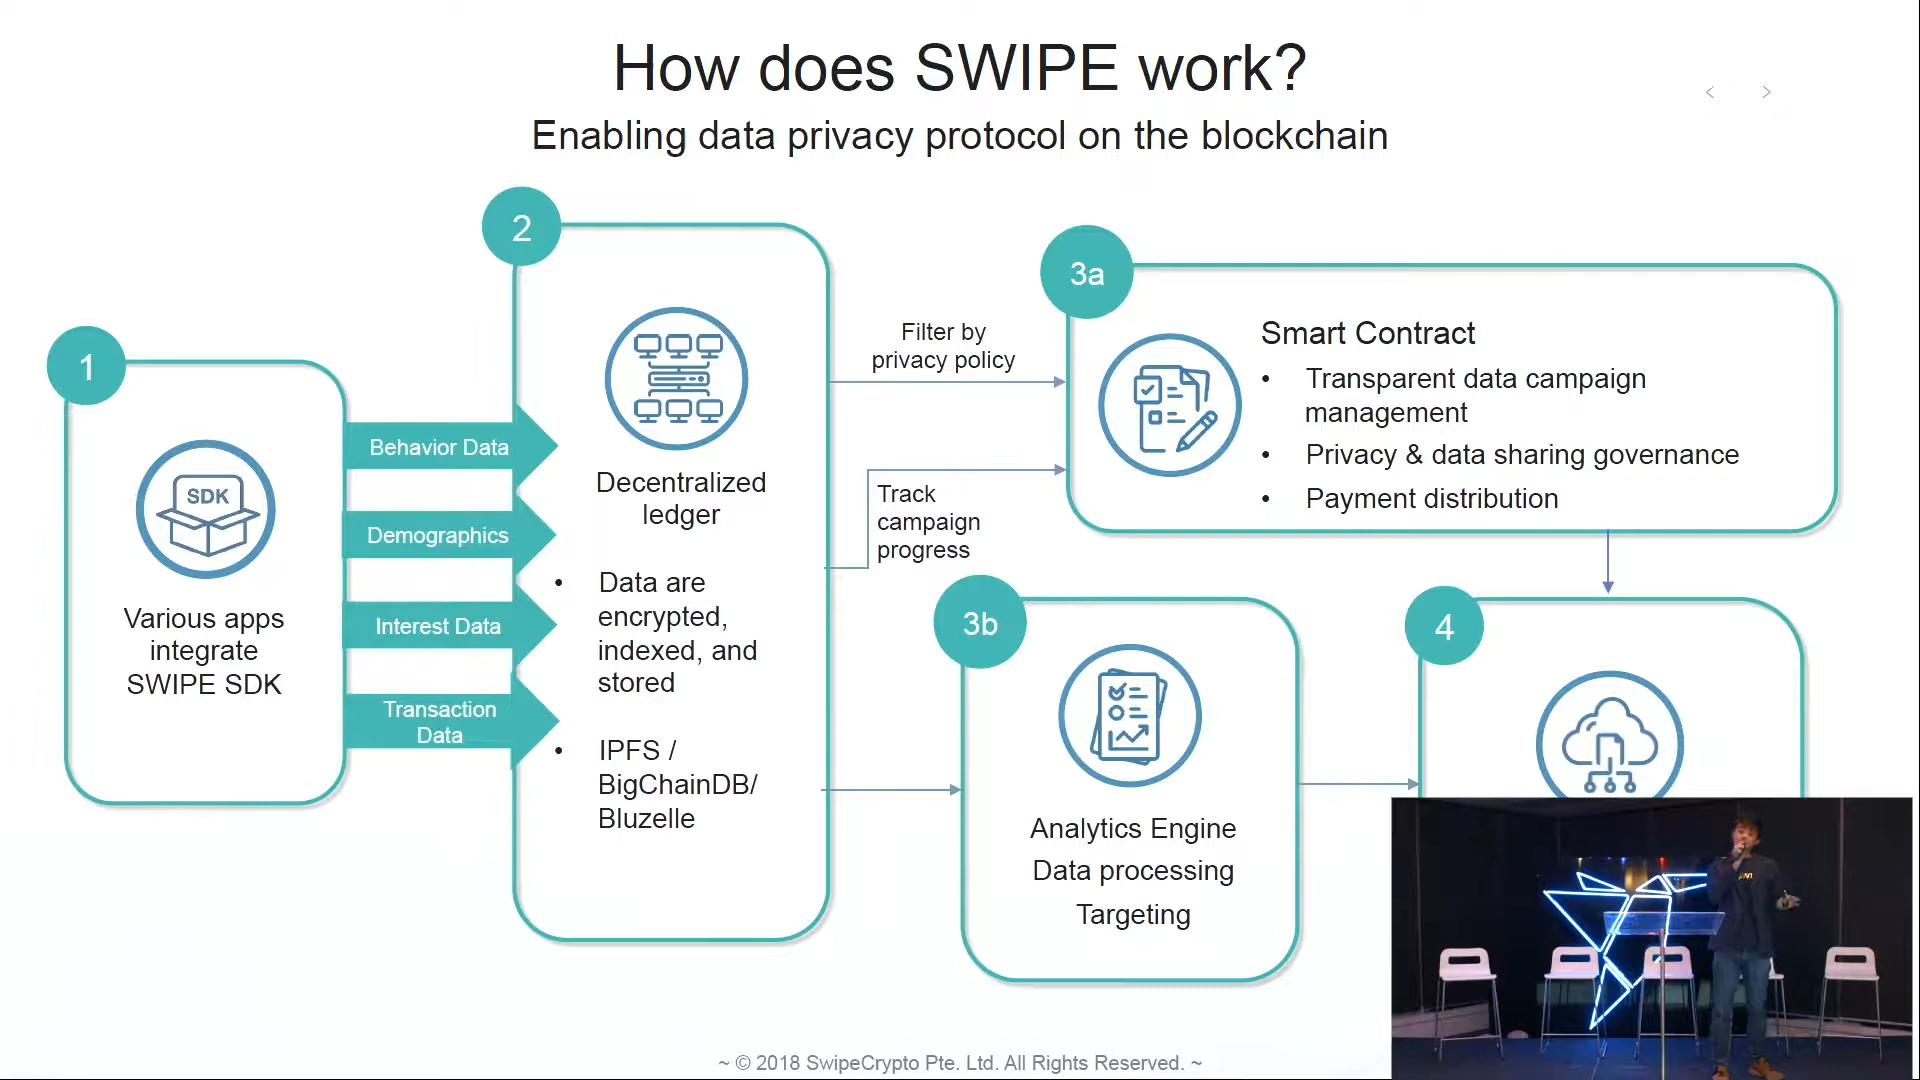 How does SWIPE work?
Enabling data privacy protocol on the blockchain
1
SDK
Various apps
integrate
SWIPE SDK
Behavior Data
Demographics
Interest Data
Transaction
Data
2
Decentralized
ledger
• Data are
encrypted,
indexed, and
stored
• IPFS /
BigChainDB/
Bluzelle
Filter by
privacy policy
Track
campaign
progress
3a
Smart Contract
• Transparent data campaign
management
• Privacy & data sharing governance
• Payment distribution
3b
Analytics Engine
Data processing
Targeting
4
~ © 2018 SwipeCrypto Pte. Ltd. All Rights Reserved. ~